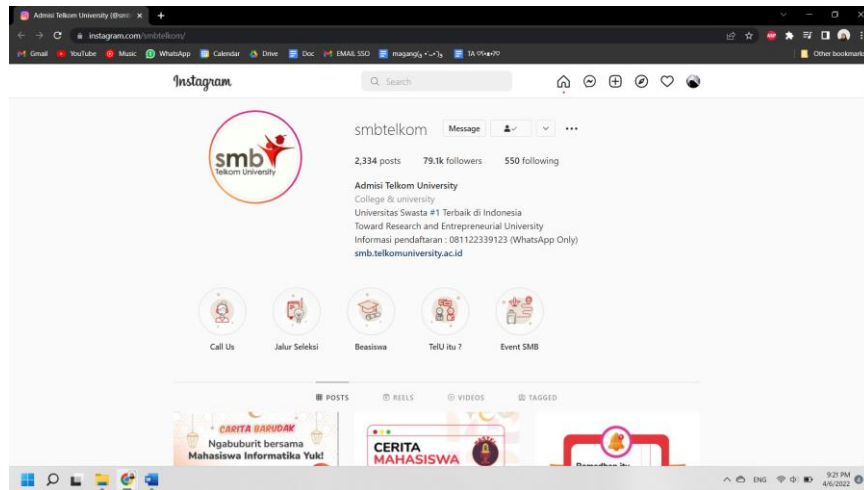 Admisi Telkom University (@smb
instagram.com/smbtelkom/
Gmail YouTube Music WhatsApp Calendar Drive Doc EMAIL SSO magang Other bookmarks
Instagram
Search
smb
Telkom University
smbtelkom Message
2,334 posts 79.1k followers 550 following
Admisi Telkom University
College & university
Universitas Swasta #1 Terbaik di Indonesia
Toward Research and Entrepreneurial University
Informasi pendaftaran : 081122339123 (WhatsApp Only)
smb.telkomuniversity.ac.id
Call Us Jalur Seleksi Beasiswa TelU itu ? Event SMB
POSTS REELS VIDEOS TAGGED
CARITA BARUDAK
Ngabuburit bersama
Mahasiswa Informatika Yuk!
CERITA
MAHASISWA
Ramadhan itu
ENG 9:21 PM
4/6/2022